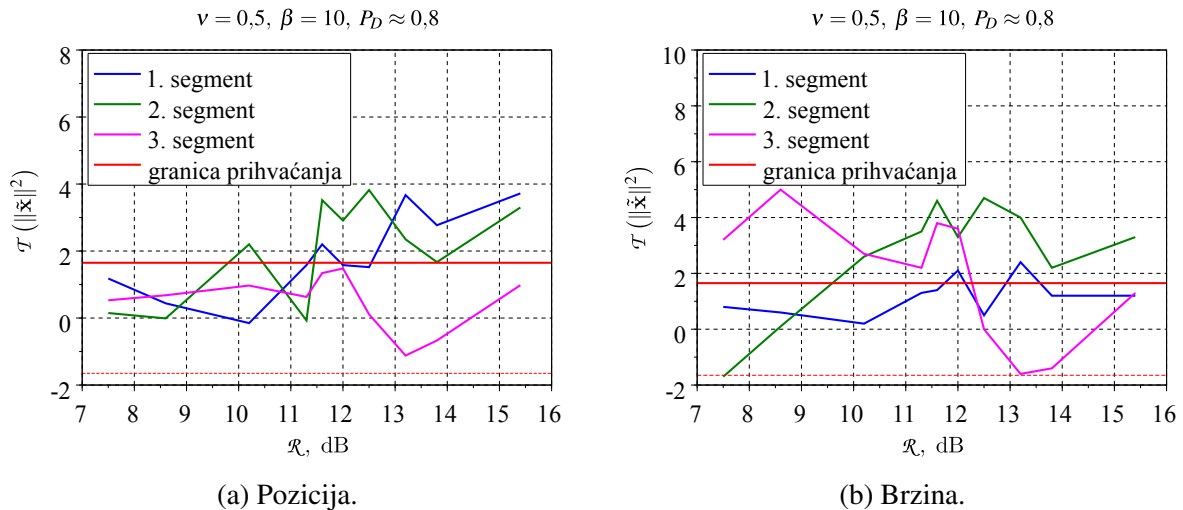 ν = 0,5, β = 10, P_D ≈ 0,8
8
6
4
2
0
-2
7 8 9 10 11 12 13 14 15 16
𝒯 (||x̃||²)
ℛ, dB
1. segment
2. segment
3. segment
granica prihvaćanja
(a) Pozicija.
ν = 0,5, β = 10, P_D ≈ 0,8
10
8
6
4
2
0
-2
7 8 9 10 11 12 13 14 15 16
𝒯 (||x̃̇||²)
ℛ, dB
1. segment
2. segment
3. segment
granica prihvaćanja
(b) Brzina.